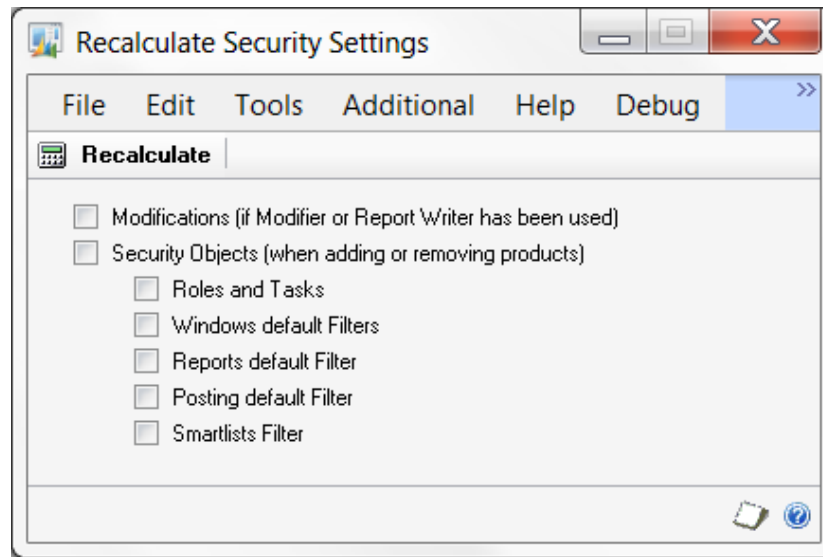 Recalculate Security Settings
File Edit Tools Additional Help Debug »
Recalculate
Modifications (if Modifier or Report Writer has been used)
Security Objects (when adding or removing products)
Roles and Tasks
Windows default Filters
Reports default Filter
Posting default Filter
Smartlists Filter